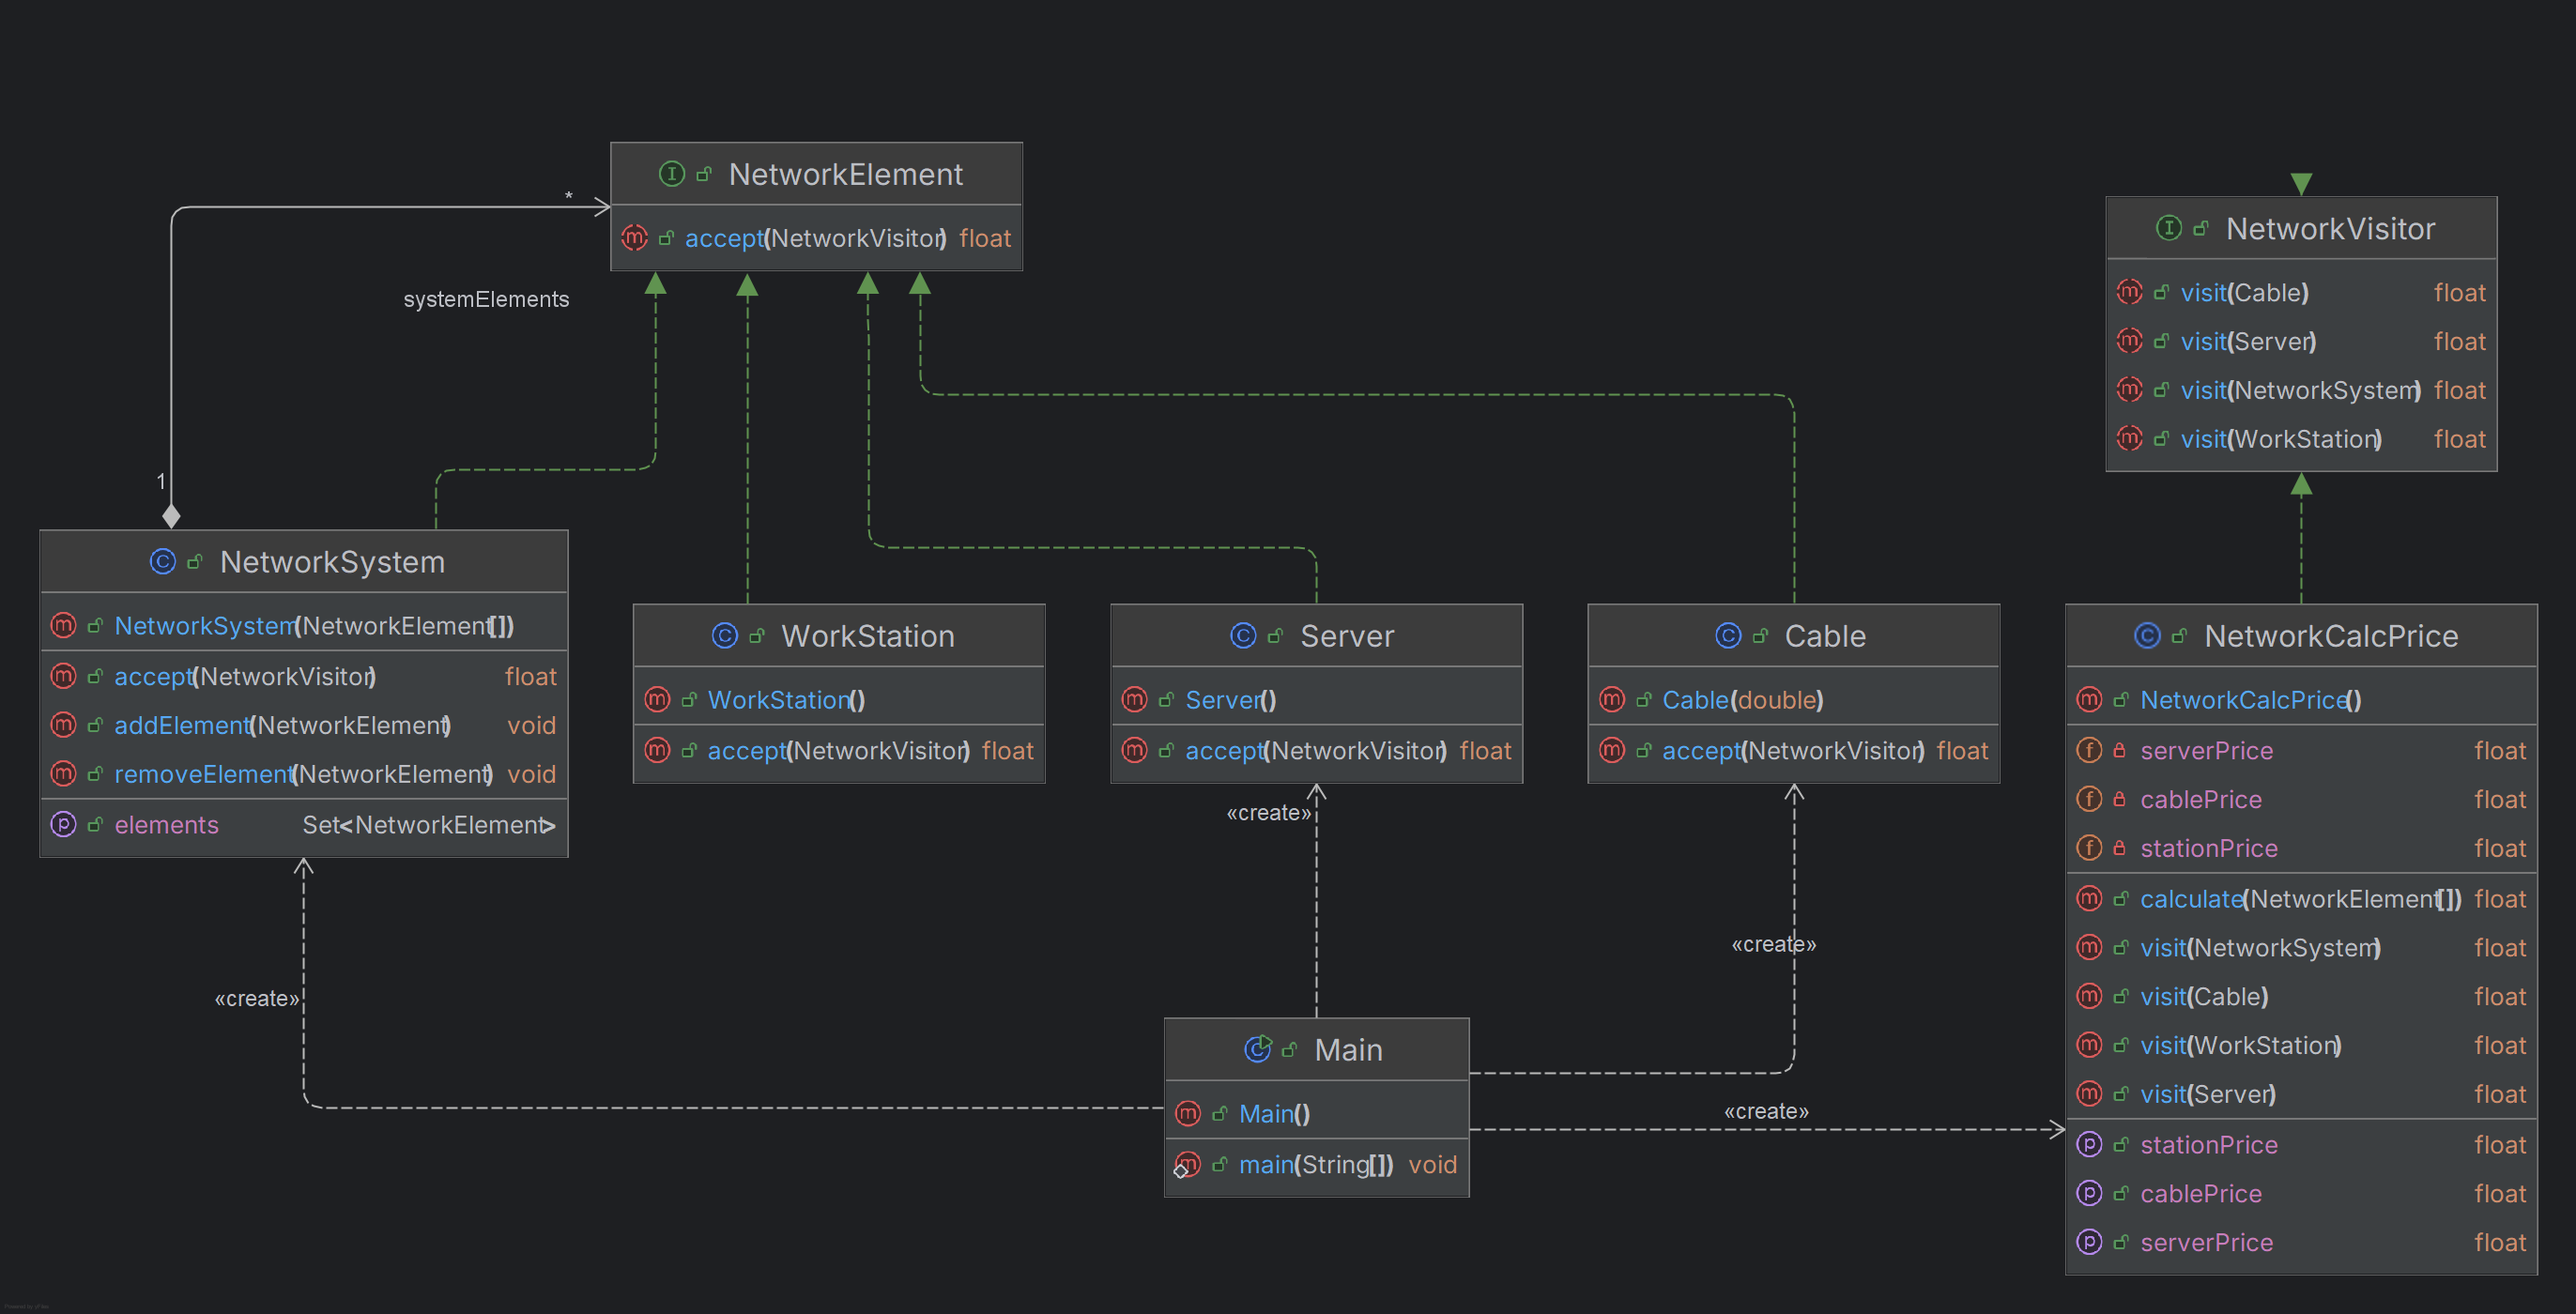 NetworkElement
accept(NetworkVisitor) float
*
systemElements
1
NetworkVisitor
visit(Cable) float
visit(Server) float
visit(NetworkSystem) float
visit(WorkStation) float
NetworkSystem
NetworkSystem(NetworkElement[])
accept(NetworkVisitor) float
addElement(NetworkElement) void
removeElement(NetworkElement) void
elements Set<NetworkElement>
WorkStation
WorkStation()
accept(NetworkVisitor) float
Server
Server()
accept(NetworkVisitor) float
Cable
Cable(double)
accept(NetworkVisitor) float
NetworkCalcPrice
NetworkCalcPrice()
serverPrice float
cablePrice float
stationPrice float
calculate(NetworkElement[]) float
visit(NetworkSystem) float
visit(Cable) float
visit(WorkStation) float
visit(Server) float
stationPrice float
cablePrice float
serverPrice float
«create»
«create»
«create»
«create»
Main
Main()
main(String[]) void
Powered by yFiles